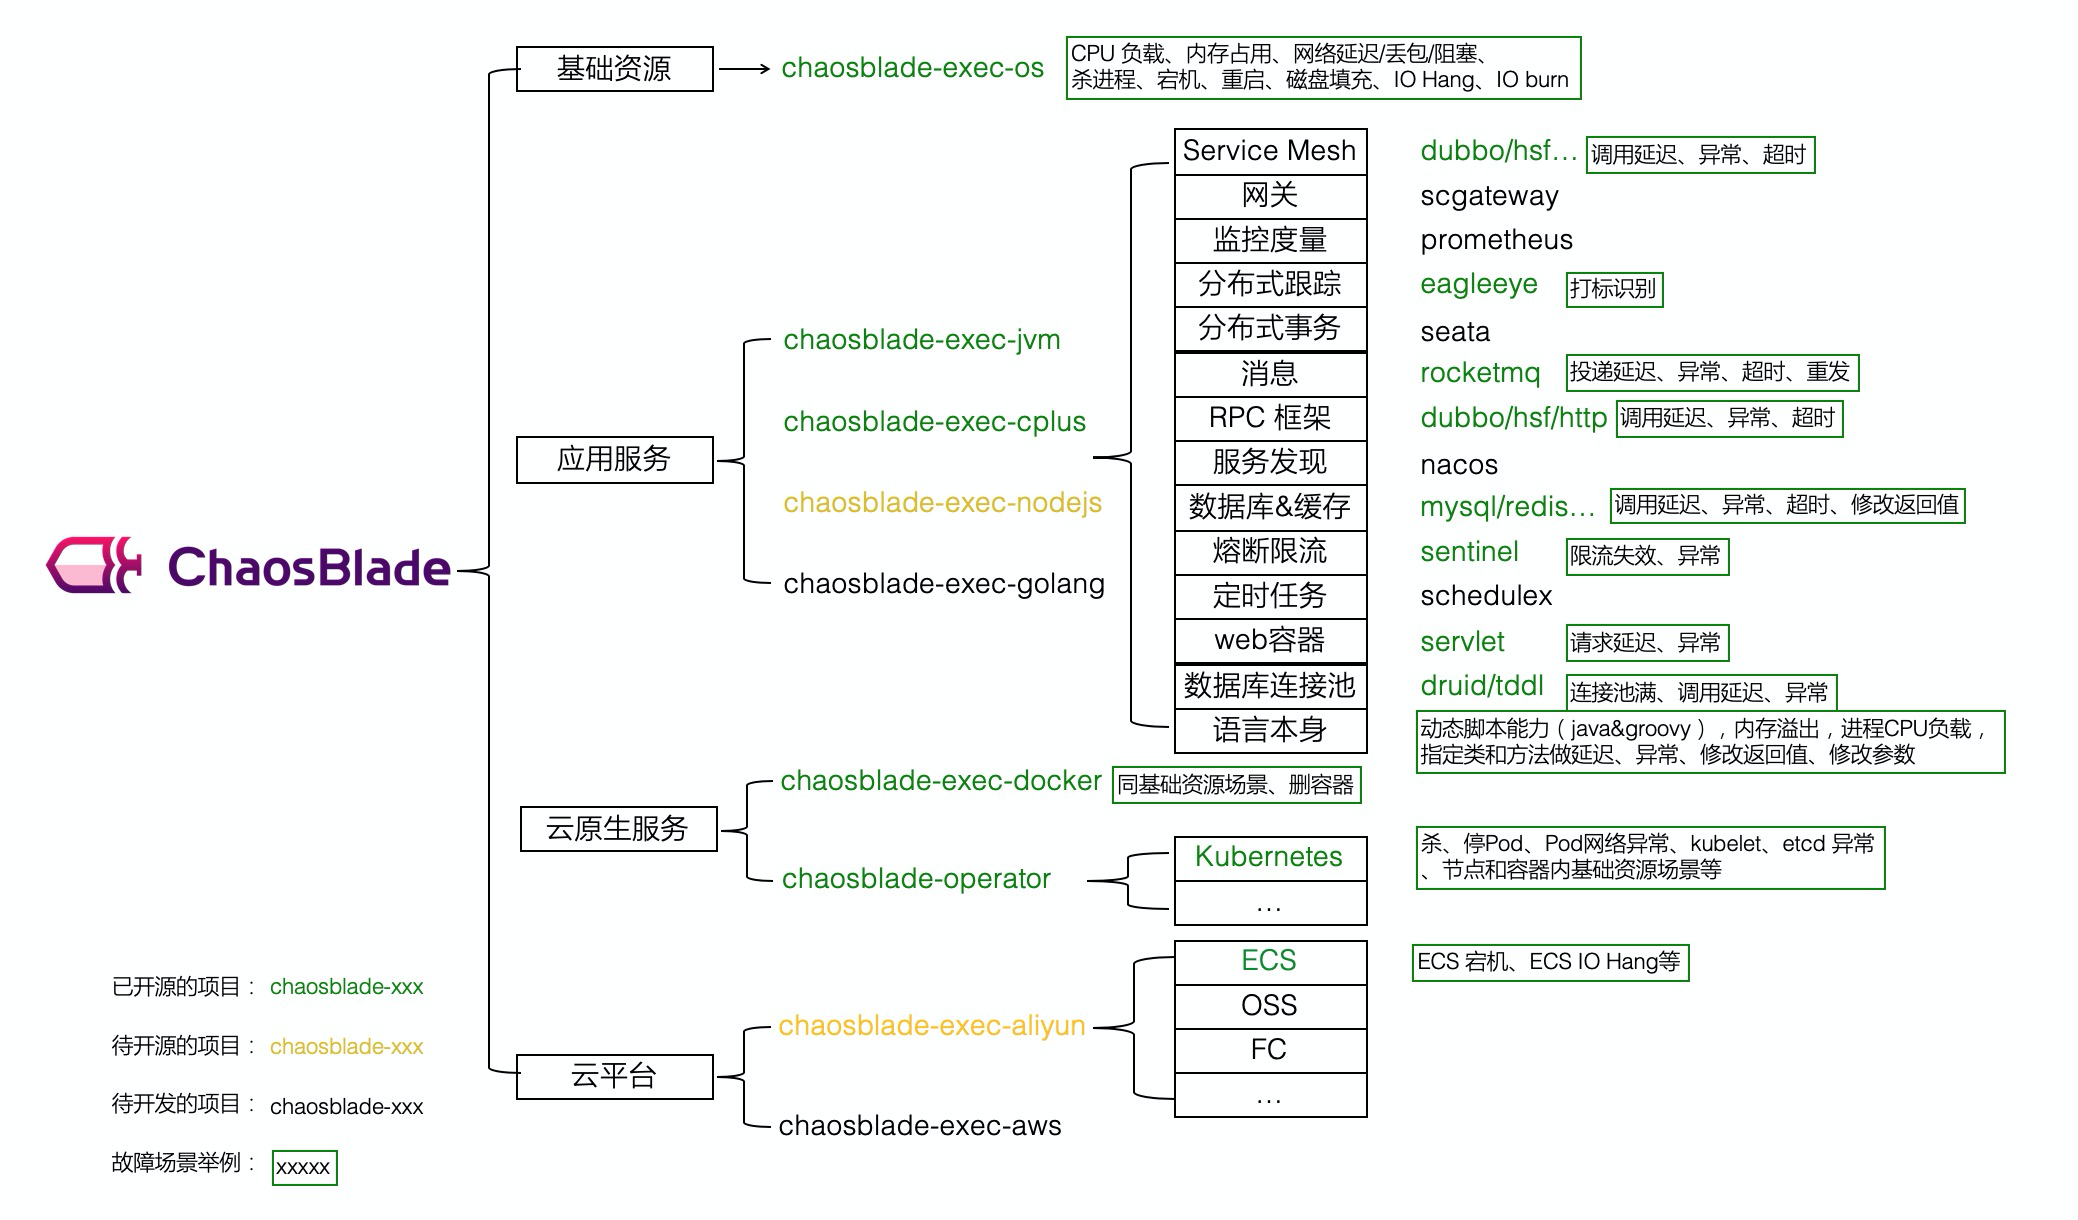 基础资源
chaosblade-exec-os
CPU 负载、内存占用、网络延迟/丢包/阻塞、
杀进程、宕机、重启、磁盘填充、IO Hang、IO burn
Service Mesh
dubbo/hsf…
调用延迟、异常、超时
网关
scgateway
监控度量
prometheus
分布式跟踪
eagleeye
打标识别
分布式事务
seata
消息
rocketmq
投递延迟、异常、超时、重发
RPC 框架
dubbo/hsf/http
调用延迟、异常、超时
服务发现
nacos
数据库&缓存
mysql/redis…
调用延迟、异常、超时、修改返回值
熔断限流
sentinel
限流失效、异常
定时任务
schedulex
web容器
servlet
请求延迟、异常
数据库连接池
druid/tddl
连接池满、调用延迟、异常
语言本身
动态脚本能力（java&groovy），内存溢出，进程CPU负载，
指定类和方法做延迟、异常、修改返回值、修改参数
应用服务
chaosblade-exec-jvm
chaosblade-exec-cplus
chaosblade-exec-nodejs
chaosblade-exec-golang
ChaosBlade
云原生服务
chaosblade-exec-docker
同基础资源场景、删容器
chaosblade-operator
Kubernetes
…
杀、停Pod、Pod网络异常、kubelet、etcd 异常
、节点和容器内基础资源场景等
云平台
chaosblade-exec-aliyun
ECS
ECS 宕机、ECS IO Hang等
OSS
FC
…
chaosblade-exec-aws
已开源的项目： chaosblade-xxx
待开源的项目： chaosblade-xxx
待开发的项目： chaosblade-xxx
故障场景举例： xxxxx